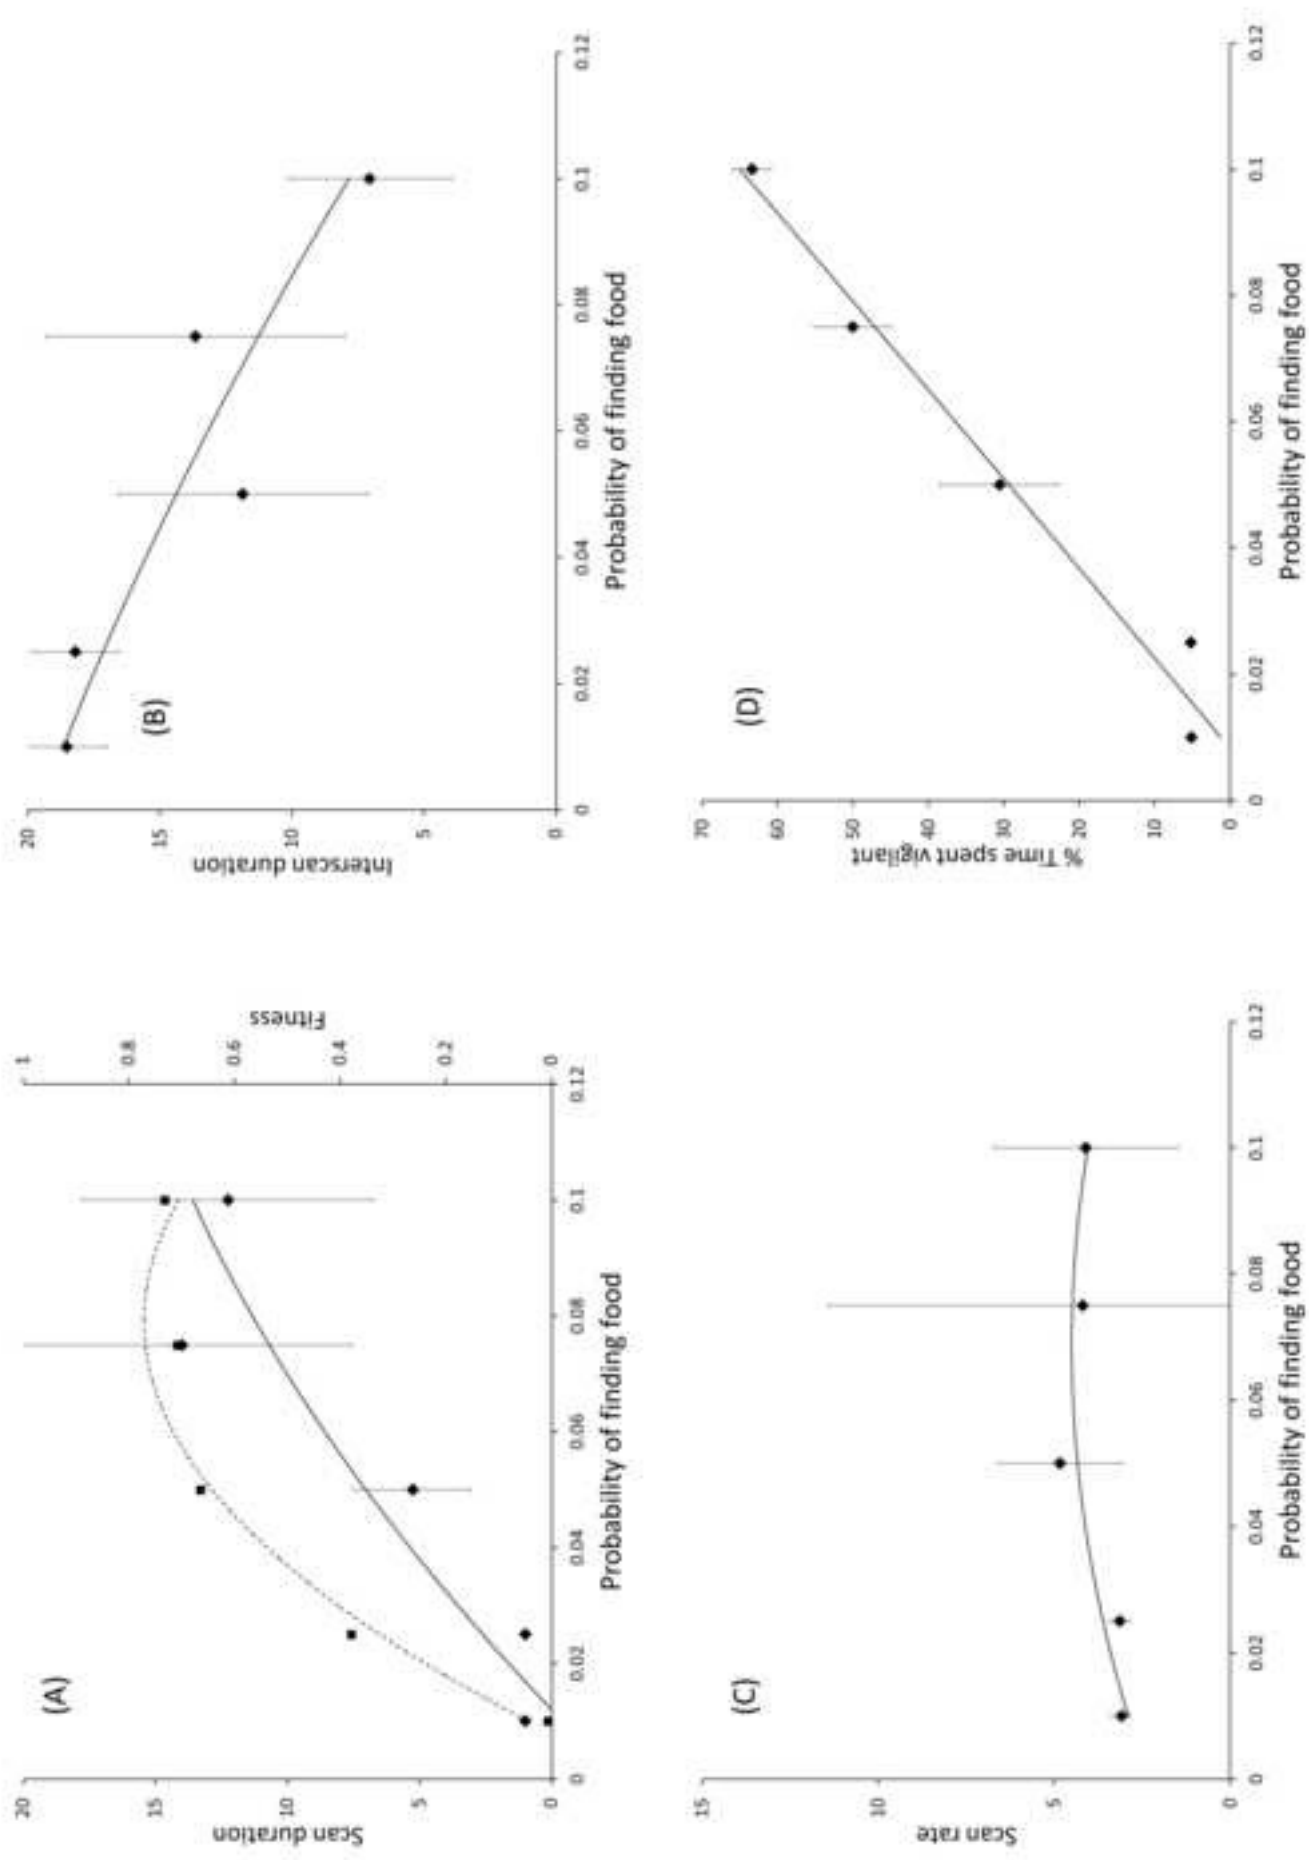 (A)
Scan duration
20
15
10
5
0
Fitness
1
0.8
0.6
0.4
0.2
0
0 0.02 0.04 0.06 0.08 0.1 0.12
Probability of finding food
(B)
Interscan duration
20
15
10
5
0
0 0.02 0.04 0.06 0.08 0.1 0.12
Probability of finding food
(C)
Scan rate
15
10
5
0
0 0.02 0.04 0.06 0.08 0.1 0.12
Probability of finding food
(D)
% Time spent vigilant
70
60
50
40
30
20
10
0
0 0.02 0.04 0.06 0.08 0.1 0.12
Probability of finding food